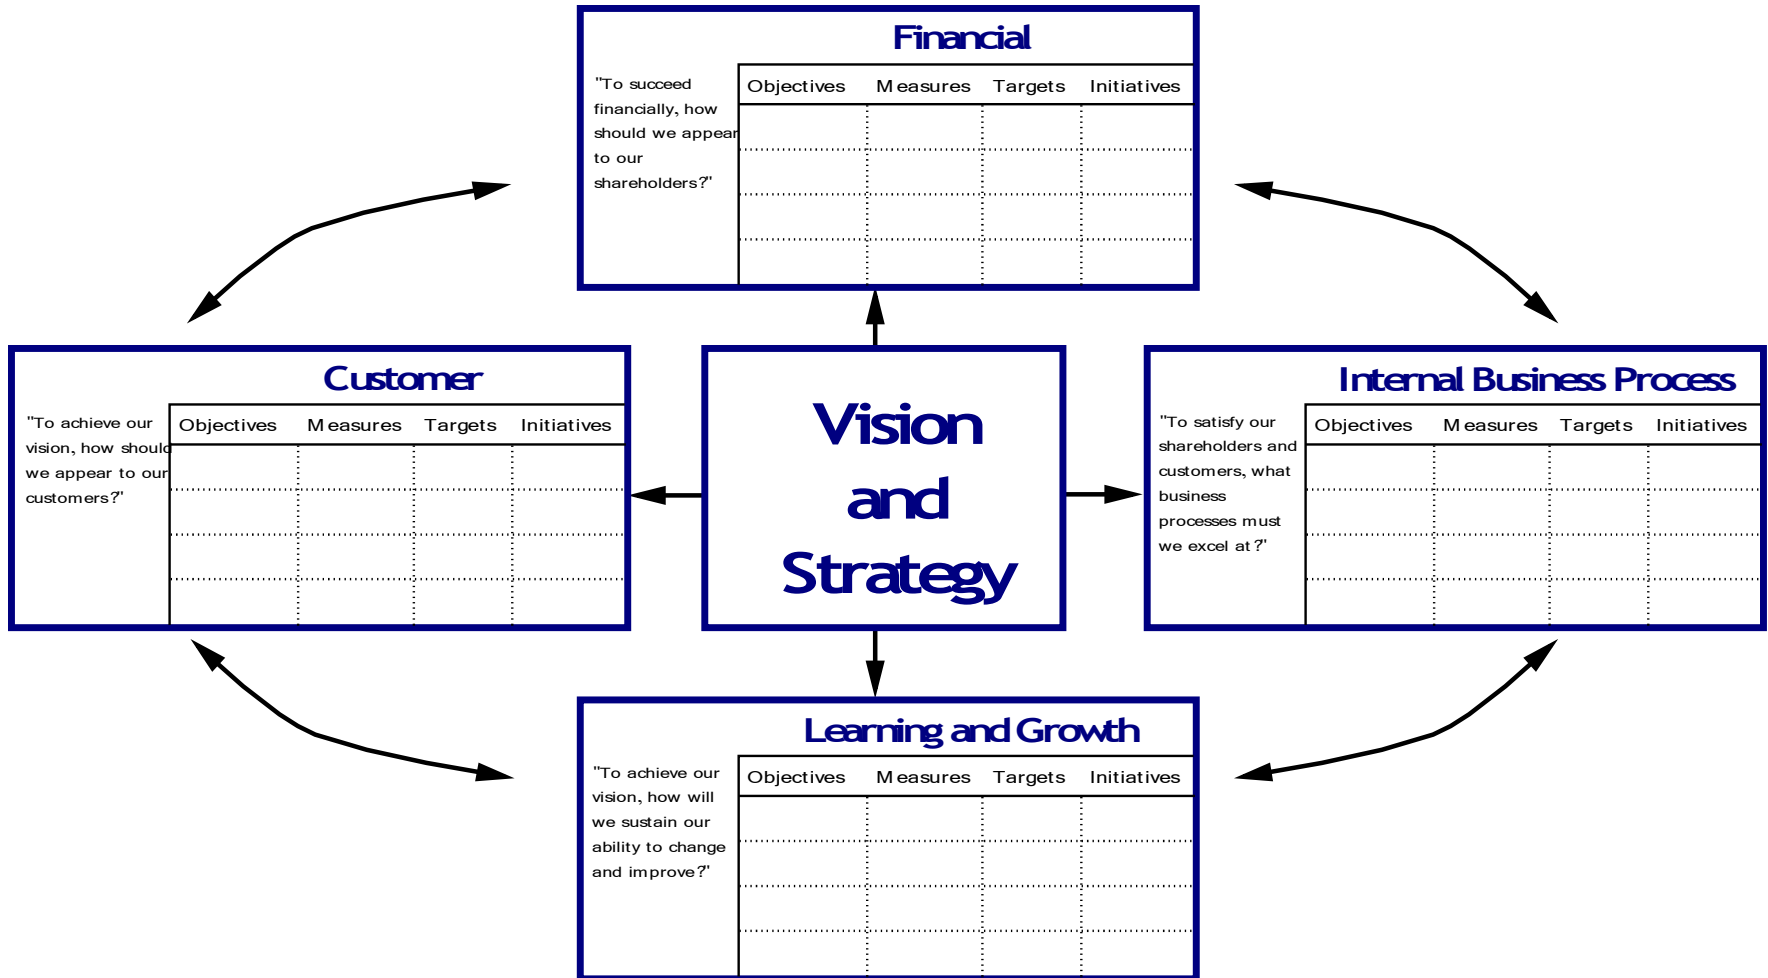 Financial
"To succeed
financially, how
should we appear
to our
shareholders?"
Objectives Measures Targets Initiatives
Customer
"To achieve our
vision, how should
we appear to our
customers?"
Objectives Measures Targets Initiatives
Vision
and
Strategy
Internal Business Process
"To satisfy our
shareholders and
customers, what
business
processes must
we excel at?"
Objectives Measures Targets Initiatives
Learning and Growth
"To achieve our
vision, how will
we sustain our
ability to change
and improve?"
Objectives Measures Targets Initiatives